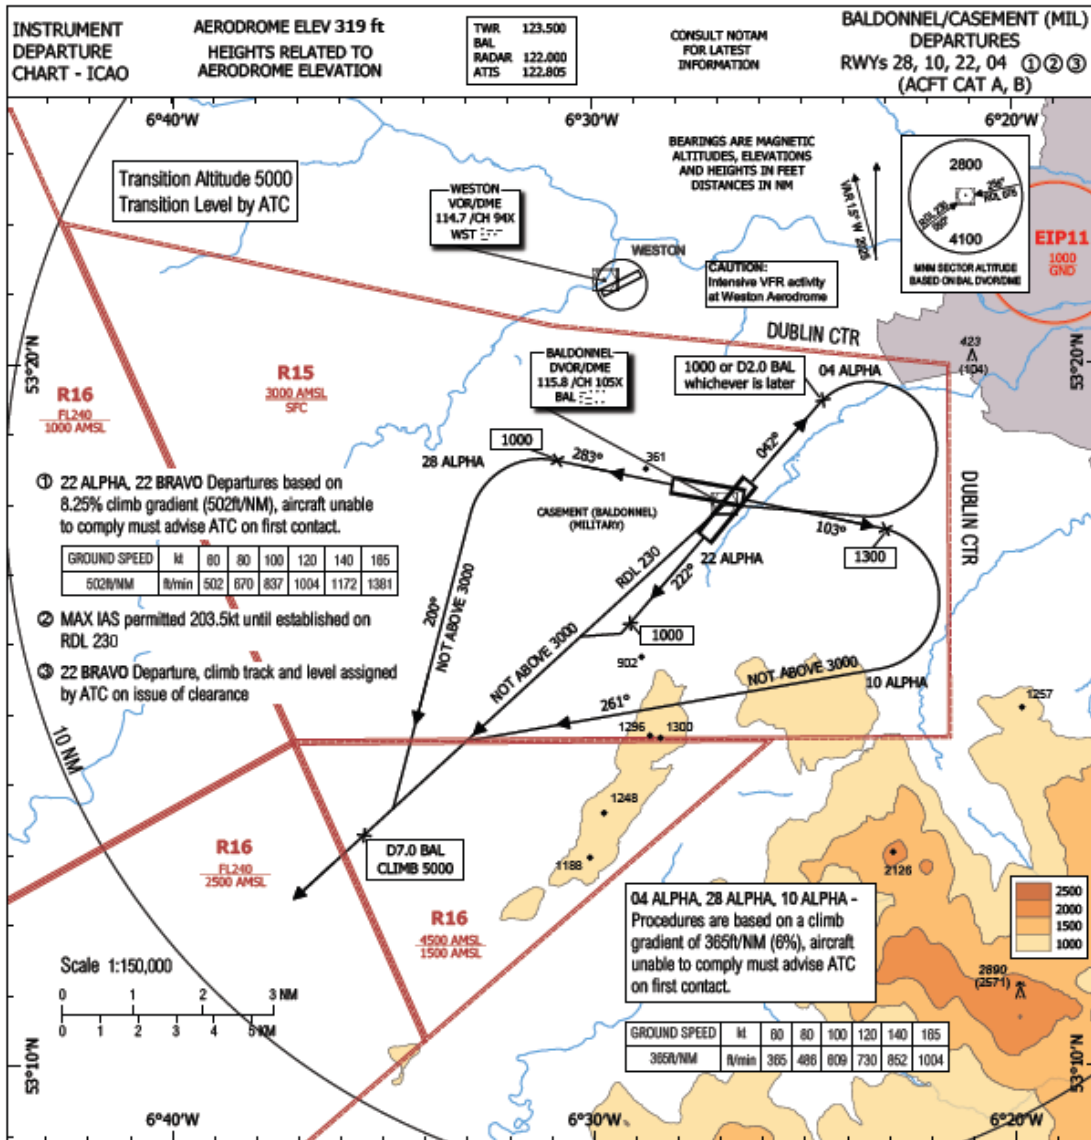 INSTRUMENT
DEPARTURE
CHART - ICAO
AERODROME ELEV 319 ft
HEIGHTS RELATED TO
AERODROME ELEVATION
TWR 123.500
BAL
RADAR 122.000
ATIS 122.805
CONSULT NOTAM
FOR LATEST
INFORMATION
BALDONNEL/CASEMENT (MIL)
DEPARTURES
RWYs 28, 10, 22, 04 ① ② ③
(ACFT CAT A, B)
6°40'W
6°30'W
6°20'W
BEARINGS ARE MAGNETIC
ALTITUDES, ELEVATIONS
AND HEIGHTS IN FEET
DISTANCES IN NM
VAR 1.5° W 2025
2800
RDL 230
050°
RDL 076
4100
MNM SECTOR ALTITUDE
BASED ON BAL DVOR/DME
EIP11
1000
GND
Transition Altitude 5000
Transition Level by ATC
WESTON
VOR/DME
114.7 /CH 94X
WST
WESTON
CAUTION:
Intensive VFR activity
at Weston Aerodrome
DUBLIN CTR
423
(104)
53°20'N
53°20'N
R16
FL240
1000 AMSL
R15
3000 AMSL
SFC
BALDONNEL
DVOR/DME
115.8 /CH 105X
BAL
1000 or D2.0 BAL
whichever is later
04 ALPHA
042°
1000
283°
361
28 ALPHA
CASEMENT (BALDONNEL)
(MILITARY)
103°
1300
DUBLIN CTR
① 22 ALPHA, 22 BRAVO Departures based on
8.25% climb gradient (502ft/NM), aircraft unable
to comply must advise ATC on first contact.
GROUND SPEED kt 60 80 100 120 140 165
502ft/NM ft/min 502 670 837 1004 1172 1381
② MAX IAS permitted 203.5kt until established on
RDL 230
③ 22 BRAVO Departure, climb track and level assigned
by ATC on issue of clearance
200°
NOT ABOVE 3000
RDL 230
NOT ABOVE 3000
22 ALPHA
222°
1000
902
NOT ABOVE 3000
10 ALPHA
261°
1296
1300
1257
10 NM
1248
1188
D7.0 BAL
CLIMB 5000
R16
FL240
2500 AMSL
R16
4500 AMSL
1500 AMSL
2126
04 ALPHA, 28 ALPHA, 10 ALPHA -
Procedures are based on a climb
gradient of 365ft/NM (6%), aircraft
unable to comply must advise ATC
on first contact.
2500
2000
1500
1000
2890
(2571)
Scale 1:150,000
0 1 2 3 NM
0 1 2 3 4 5 KM
GROUND SPEED kt 60 80 100 120 140 165
365ft/NM ft/min 365 486 609 730 852 1004
53°10'N
53°10'N
6°40'W
6°30'W
6°20'W